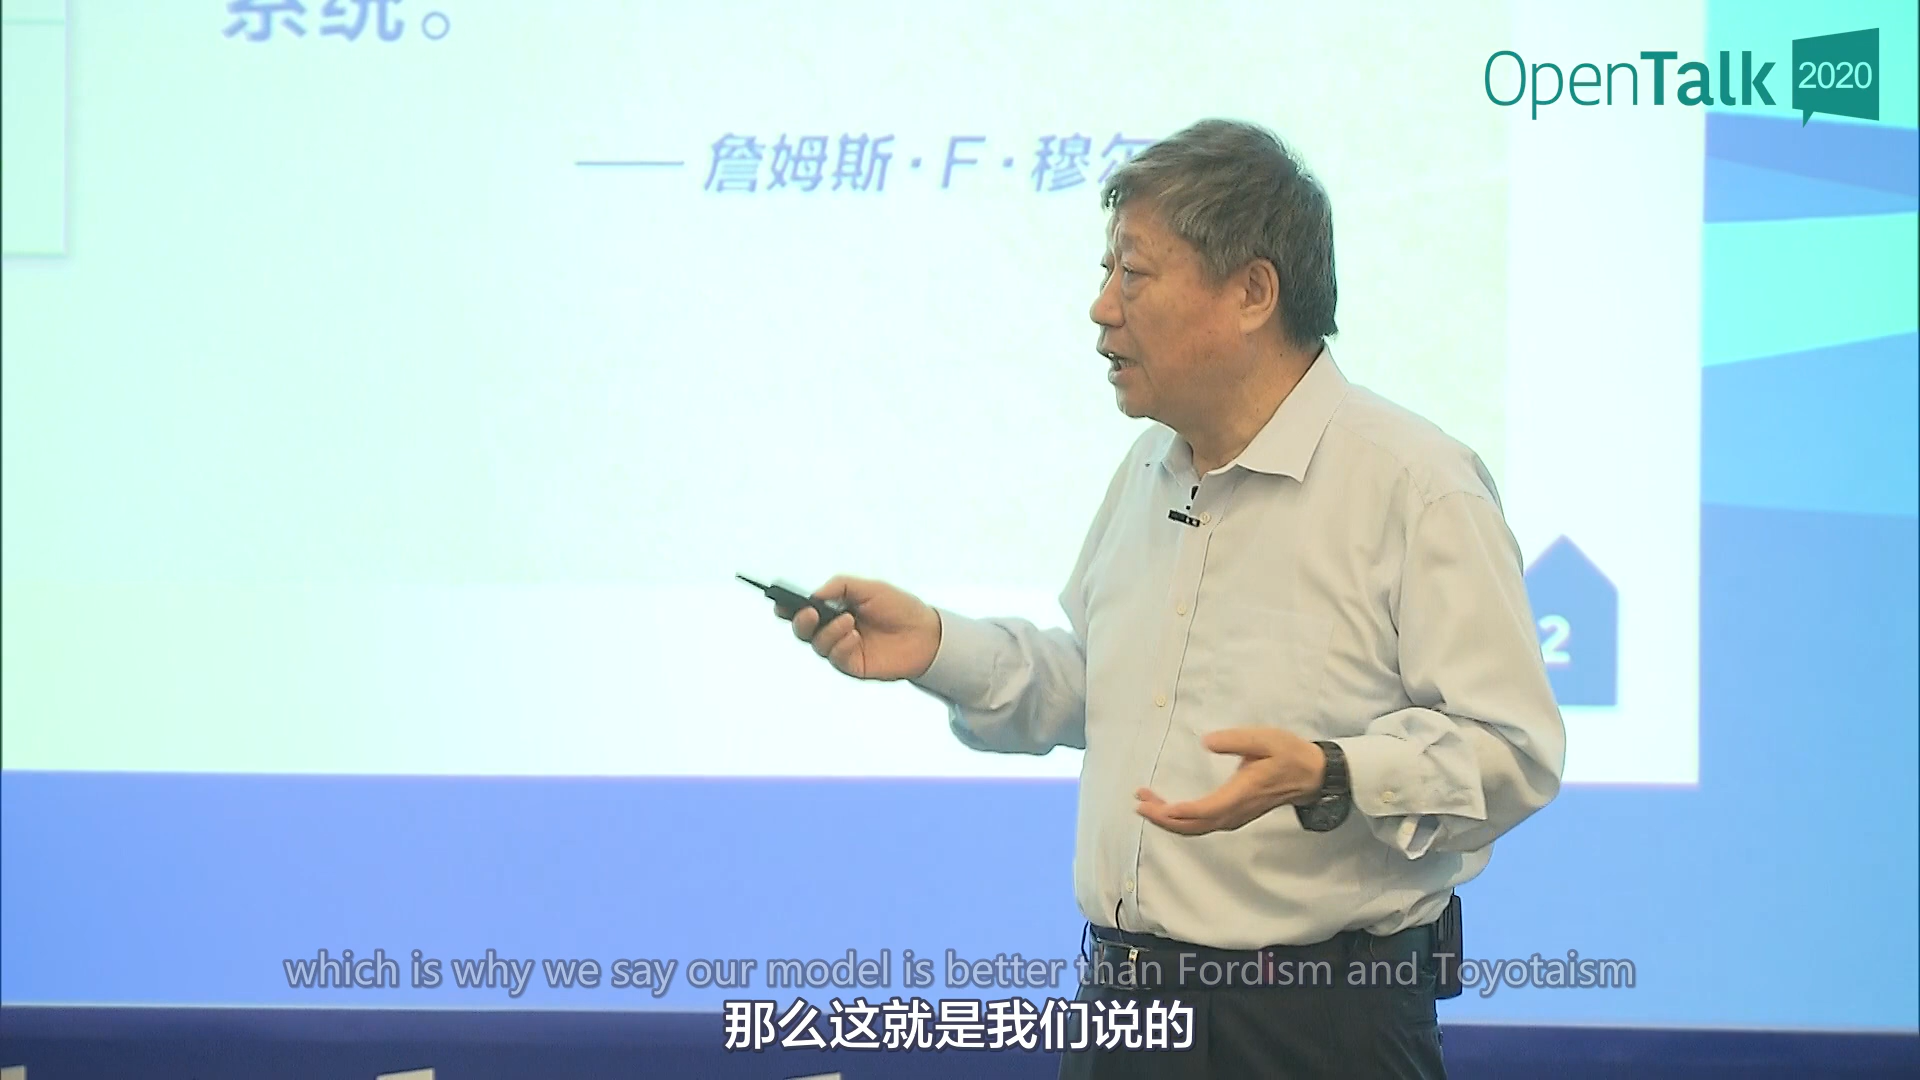 系统。
OpenTalk 2020
—— 詹姆斯·F·穆尔
2
which is why we say our model is better than Fordism and Toyotaism
那么这就是我们说的